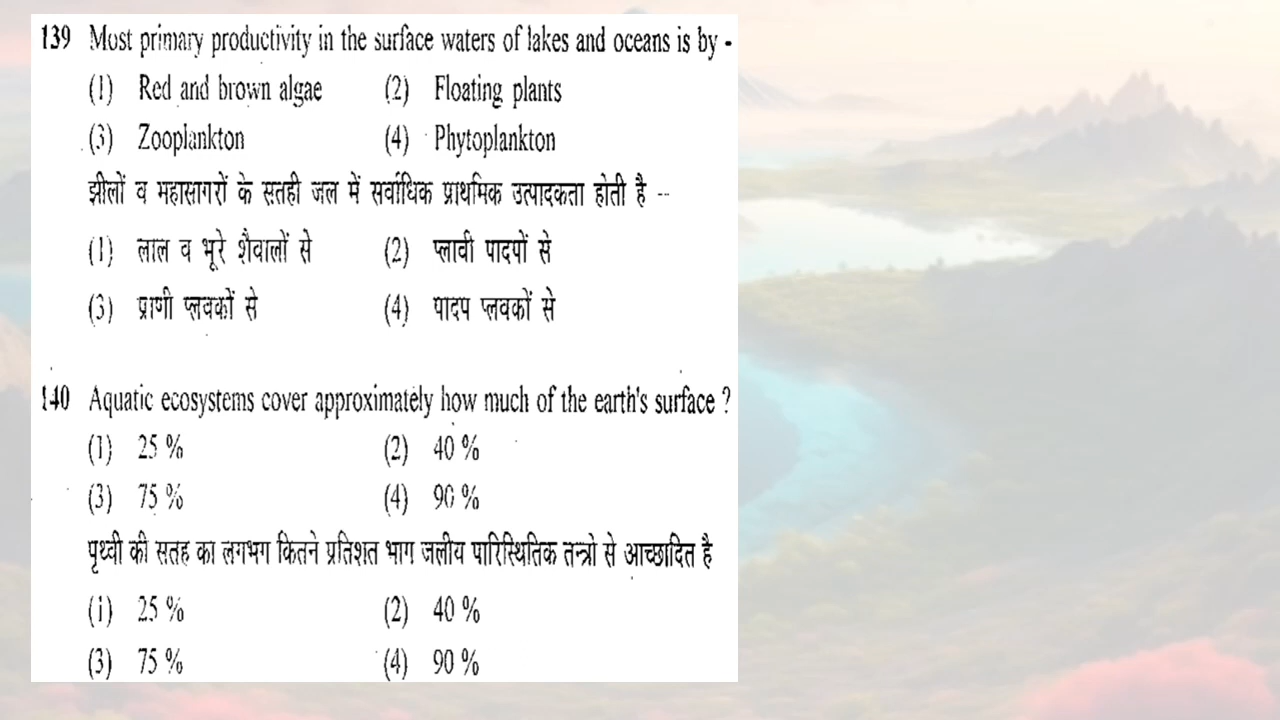 139 Most primary productivity in the surface waters of lakes and oceans is by -
(1) Red and brown algae (2) Floating plants
(3) Zooplankton (4) Phytoplankton
झीलों व महासागरों के सतही जल में सर्वाधिक प्राथमिक उत्पादकता होती है --
(1) लाल व भूरे शैवालों से (2) प्लावी पादपों से
(3) प्राणी प्लवकों से (4) पादप प्लवकों से
140 Aquatic ecosystems cover approximately how much of the earth's surface ?
(1) 25 % (2) 40 %
(3) 75 % (4) 90 %
पृथ्वी की सतह का लगभग कितने प्रतिशत भाग जलीय पारिस्थितिक तन्त्रो से आच्छादित है
(1) 25 % (2) 40 %
(3) 75 % (4) 90 %